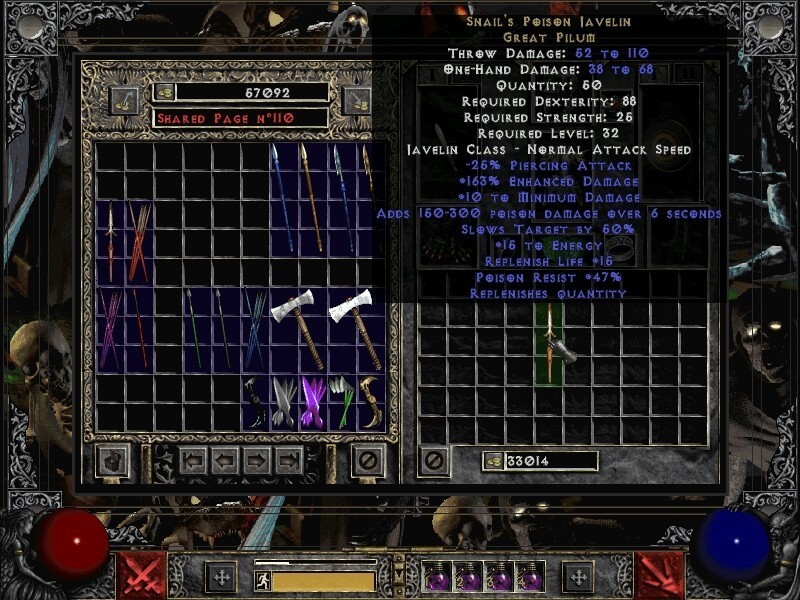 Snail's Poison Javelin
Great Pilum
Throw Damage: 52 to 110
One-Hand Damage: 38 to 68
Quantity: 50
Required Dexterity: 88
Required Strength: 25
Required Level: 32
Javelin Class - Normal Attack Speed
-25% Piercing Attack
+163% Enhanced Damage
+10 to Minimum Damage
Adds 150-300 poison damage over 6 seconds
Slows Target by 50%
+15 to Energy
Replenish Life +15
Poison Resist +47%
Replenishes quantity
57092
Shared Page n°110
33014